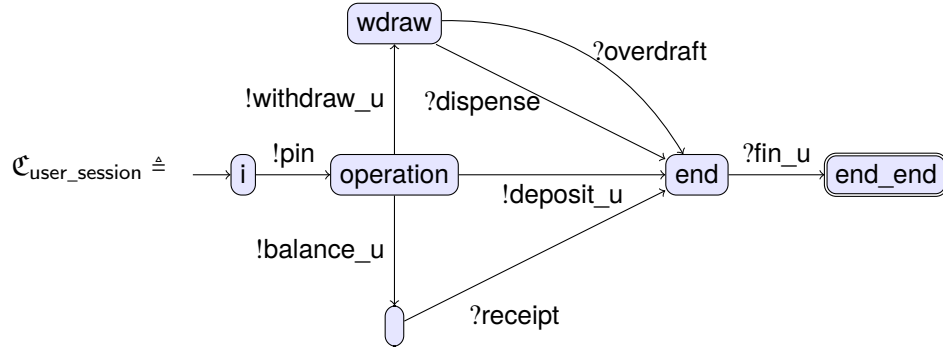 wdraw
?overdraft
!withdraw_u
?dispense
ℭuser_session ≜
i
!pin
operation
!deposit_u
end
?fin_u
end_end
!balance_u
?receipt